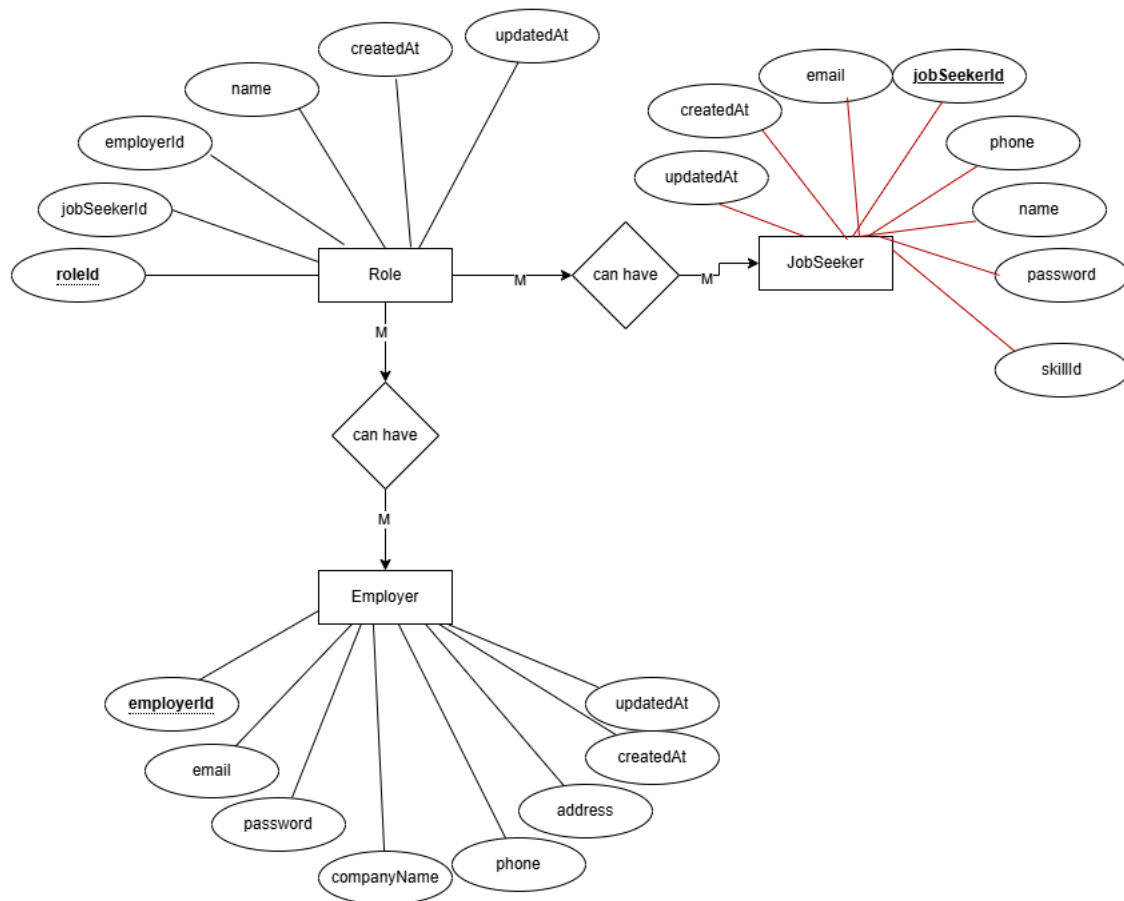 updatedAt
createdAt
email
jobSeekerId
name
createdAt
employerId
phone
updatedAt
jobSeekerId
name
roleId
Role
M
can have
M
JobSeeker
password
M
skillId
can have
M
Employer
employerId
updatedAt
createdAt
email
address
password
phone
companyName